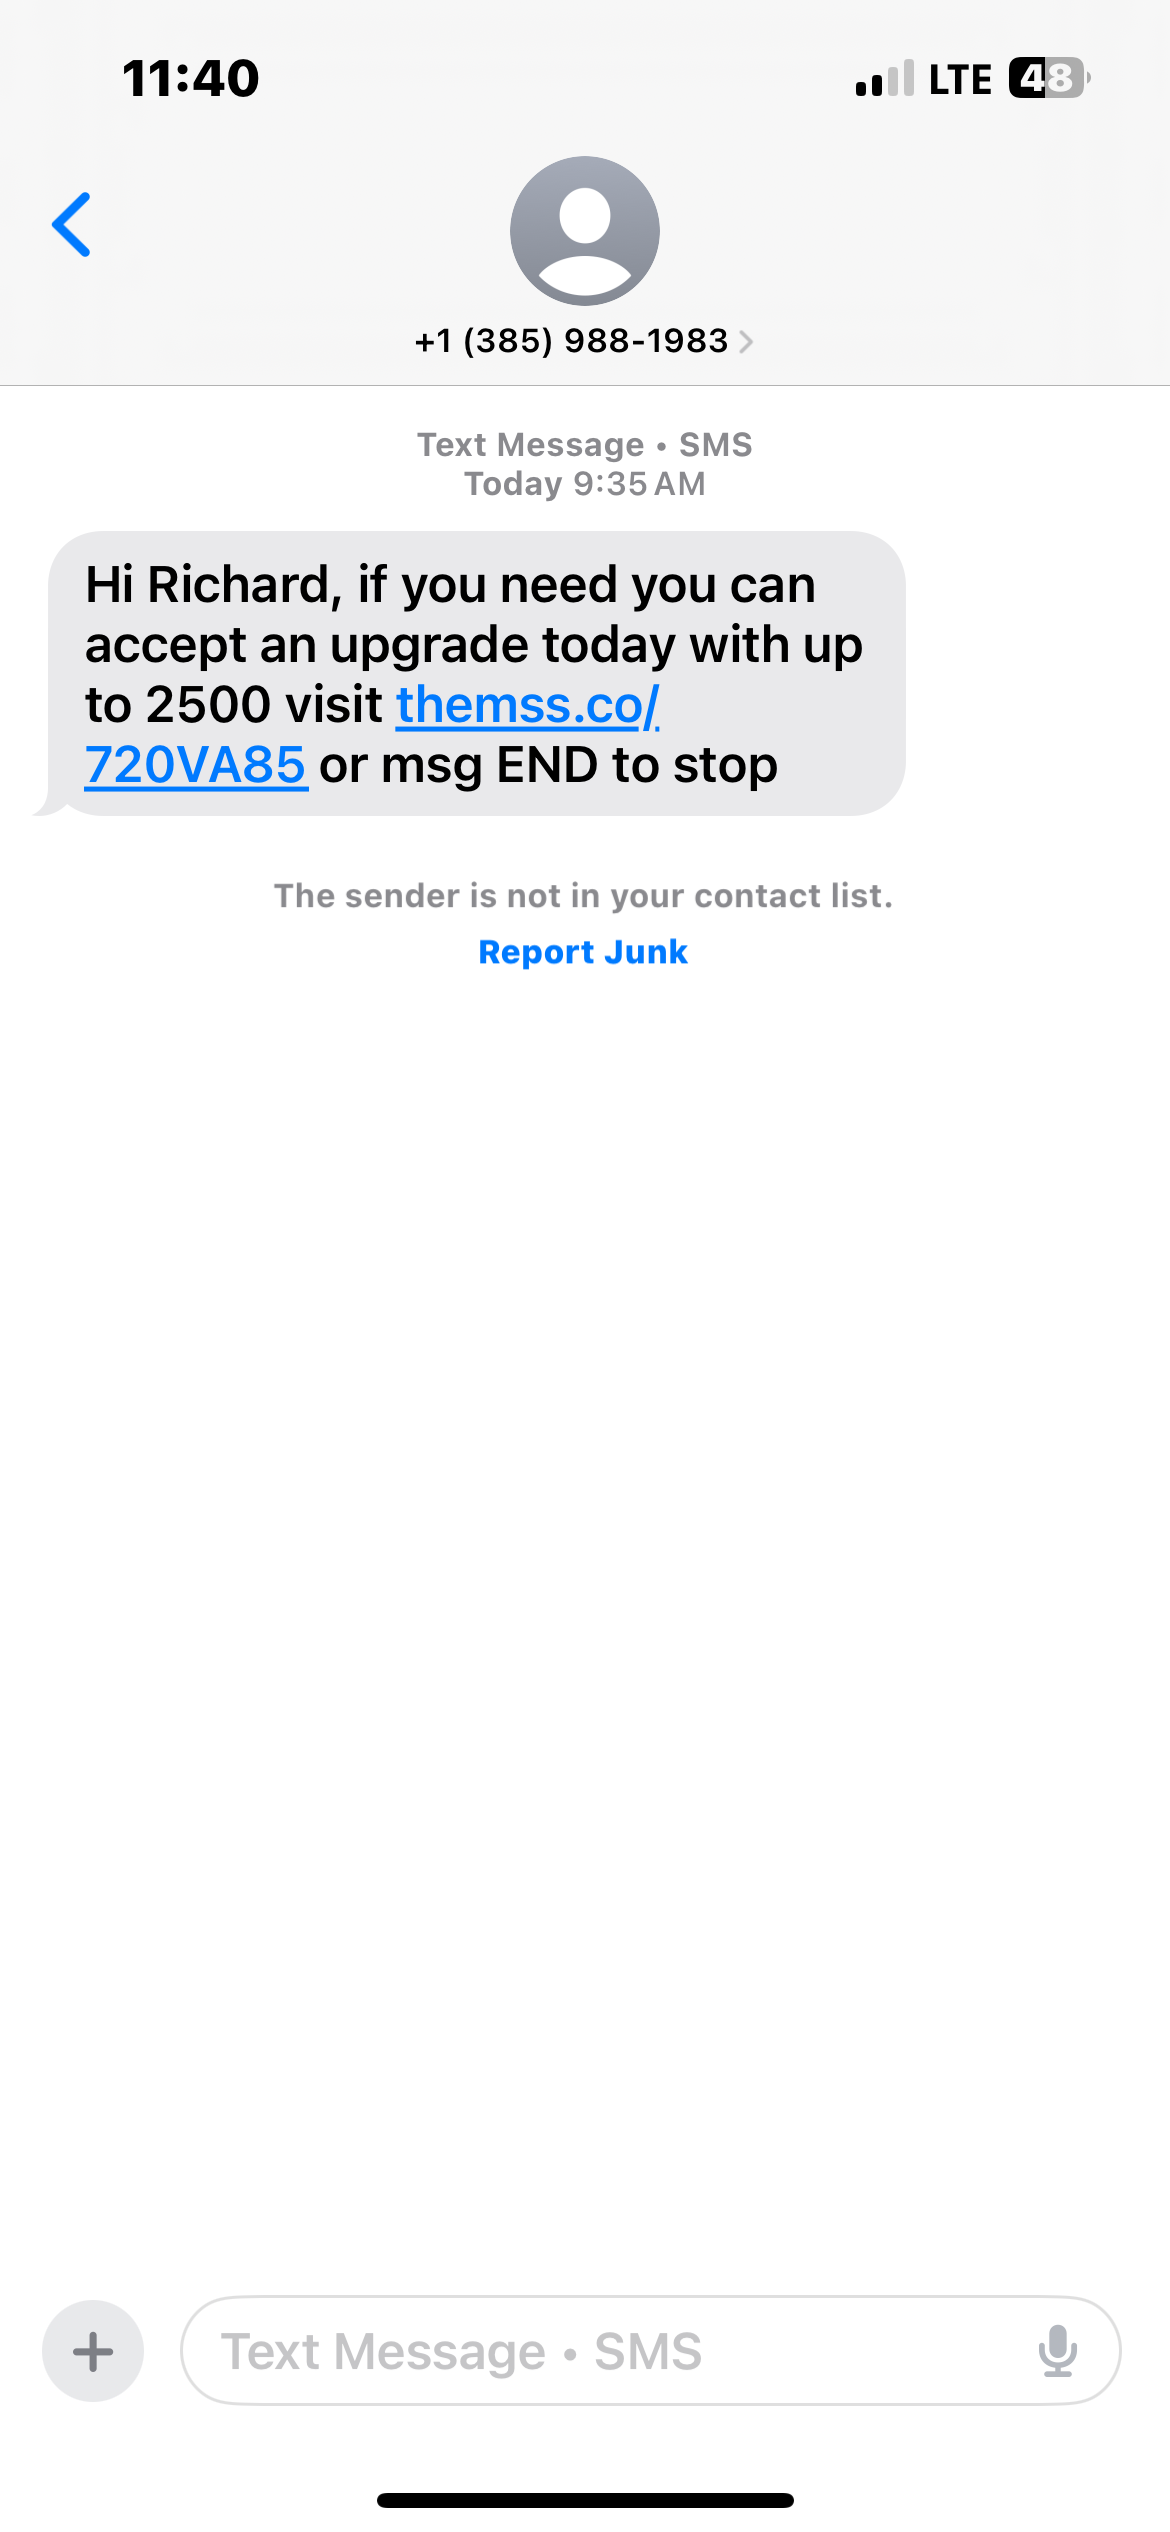 11:40
LTE 48
+1 (385) 988-1983
Text Message • SMS
Today 9:35 AM
Hi Richard, if you need you can
accept an upgrade today with up
to 2500 visit themss.co/
720VA85 or msg END to stop
The sender is not in your contact list.
Report Junk
Text Message • SMS